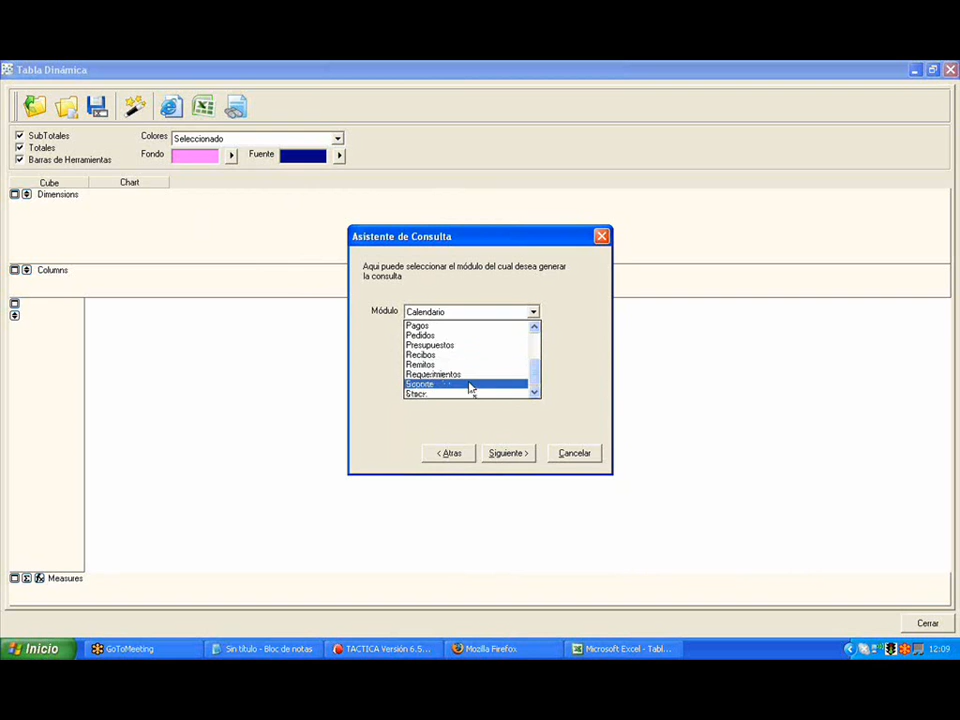 Tabla Dinámica
SubTotales
Totales
Barras de Herramientas
Colores
Seleccionado
Fondo
Fuente
Cube
Chart
Dimensions
Columns
Asistente de Consulta
Aqui puede seleccionar el módulo del cual desea generar
la consulta
Módulo
Calendario
Pagos
Pedidos
Presupuestos
Recibos
Remitos
Requerimientos
< Atras
Siguiente >
Cancelar
Measures
Cerrar
Inicio
GoToMeeting
Sin título - Bloc de notas
TACTICA Versión 6.5...
Mozilla Firefox
Microsoft Excel - Tabl...
12:09